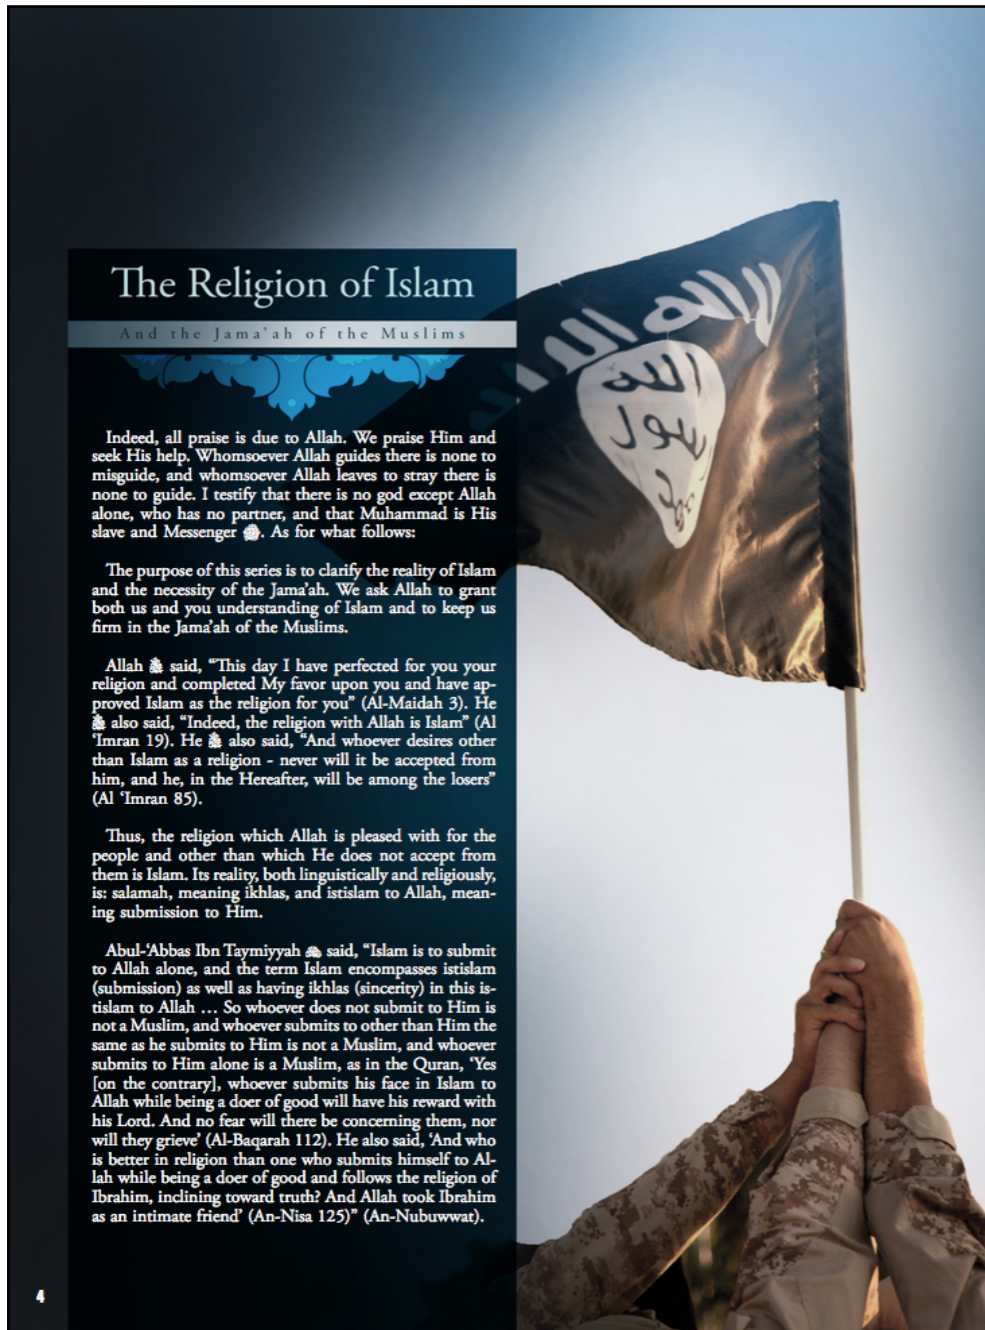 The Religion of Islam
And the Jama'ah of the Muslims
Indeed, all praise is due to Allah. We praise Him and
seek His help. Whomsoever Allah guides there is none to
misguide, and whomsoever Allah leaves to stray there is
none to guide. I testify that there is no god except Allah
alone, who has no partner, and that Muhammad is His
slave and Messenger. As for what follows:
The purpose of this series is to clarify the reality of Islam
and the necessity of the Jama'ah. We ask Allah to grant
both us and you understanding of Islam and to keep us
firm in the Jama'ah of the Muslims.
Allah said, “This day I have perfected for you your
religion and completed My favor upon you and have ap-
proved Islam as the religion for you” (Al-Maidah 3). He
also said, “Indeed, the religion with Allah is Islam” (Al
‘Imran 19). He also said, “And whoever desires other
than Islam as a religion - never will it be accepted from
him, and he, in the Hereafter, will be among the losers”
(Al ‘Imran 85).
Thus, the religion which Allah is pleased with for the
people and other than which He does not accept from
them is Islam. Its reality, both linguistically and religiously,
is: salamah, meaning ikhlas, and istislam to Allah, mean-
ing submission to Him.
Abul-‘Abbas Ibn Taymiyyah said, “Islam is to submit
to Allah alone, and the term Islam encompasses istislam
(submission) as well as having ikhlas (sincerity) in this is-
tislam to Allah … So whoever does not submit to Him is
not a Muslim, and whoever submits to other than Him the
same as he submits to Him is not a Muslim, and whoever
submits to Him alone is a Muslim, as in the Quran, ‘Yes
[on the contrary], whoever submits his face in Islam to
Allah while being a doer of good will have his reward with
his Lord. And no fear will there be concerning them, nor
will they grieve’ (Al-Baqarah 112). He also said, ‘And who
is better in religion than one who submits himself to Al-
lah while being a doer of good and follows the religion of
Ibrahim, inclining toward truth? And Allah took Ibrahim
as an intimate friend’ (An-Nisa 125)” (An-Nubuwwat).
الله
رسول
محمد
4